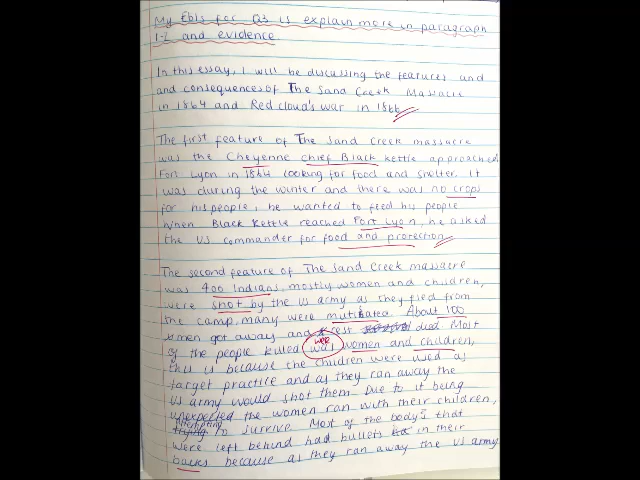 My EBIs for Q3 is explain more in paragraph
1-2 and evidence
In this essay, I will be discussing the features and
and consequences of The Sand Creek Massacre
in 1864 and Red Cloud's war in 1866
The first feature of The Sand Creek massacre
was the Cheyenne chief Black Kettle approached
Fort Lyon in 1864 looking for food and shelter. It
was during the winter and there was no crops
for his people, he wanted to feed his people
When Black Kettle reached Fort Lyon, he asked
the US commander for food and protection
The second feature of The Sand Creek massacre
was 400 Indians, mostly women and children,
were shot by the US army as they fled from
the camp, many were mutilated. About 100
women got away and rest died Most
of the people killed was were women and children,
this is because the children were used as
target practice and as they ran away the
US army would shot them. Due to it being
unexpected the women ran with their children,
trying attempting to survive. Most of the body's that
were left behind had bullets in their
backs because as they ran away the US army